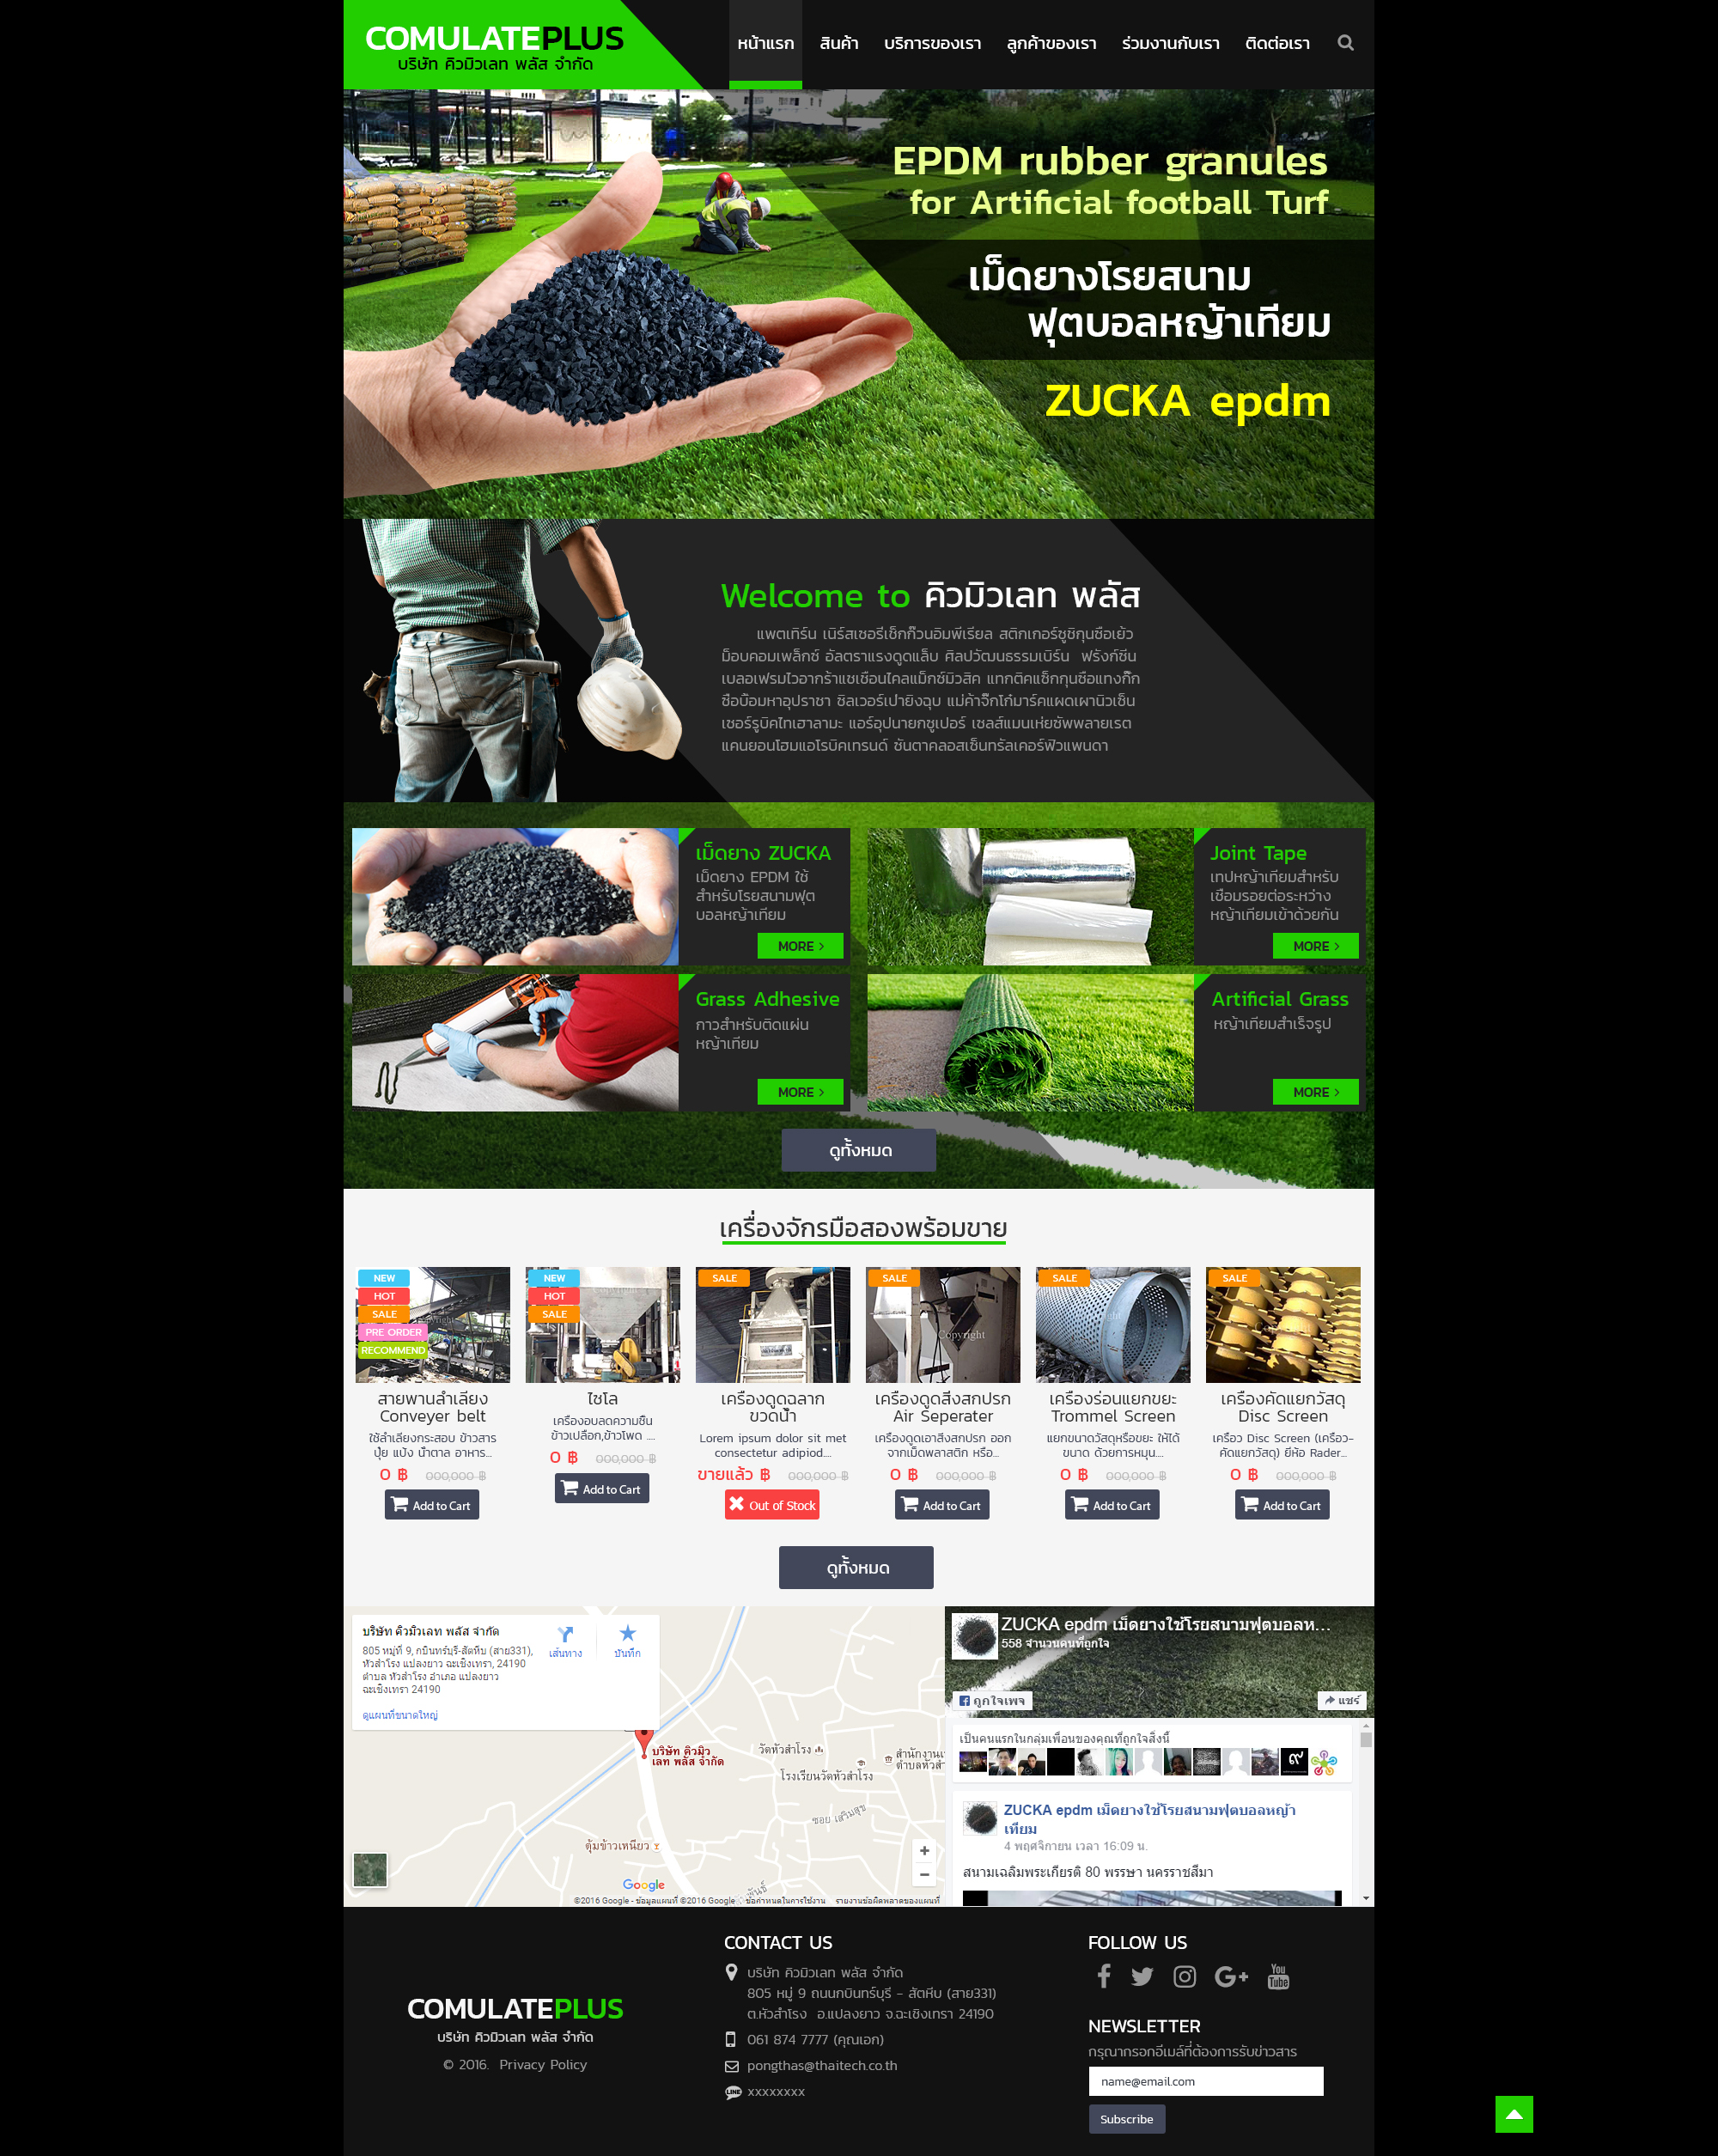 COMULATEPLUS
บริษัท คิวมิวเลท พลัส จำกัด
หน้าแรก
สินค้า
บริการของเรา
ลูกค้าของเรา
ร่วมงานกับเรา
ติดต่อเรา
EPDM rubber granules
for Artificial football Turf
เม็ดยางโรยสนาม
ฟุตบอลหญ้าเทียม
ZUCKA epdm
Welcome to คิวมิวเลท พลัส
แพตเทิร์น เนิร์สเซอรีเช็กก๊วนอิมพีเรียล สติกเกอร์ซูชิกุนซือเย้ว
ม็อบคอมเพล็กซ์ อัลตราแรงดูดแล็บ ศิลปวัฒนธรรมเบิร์น ฟรังก์ซีน
เบลอเฟรมไวอากร้าแซเชือนไคลแม็กซ์มิวสิค แทกติคแช็กกุนซือแทงกั๊ก
ซือบ๊อมหาอุปราชา ชิลเวอร์เปายิงฉุบ แม่ค้าจิ๊กโก๋มาร์คแผดเผานิวเช็น
เซอร์รูบิคไทเฮาลามะ แอร์อุปนายกซูเปอร์ เซลส์แมนเห่ยซัพพลายเรต
แคนยอนโฮมแอโรบิคเทรนด์ ซันตาคลอสเซ็นทรัลเคอร์ฟิวแพนดา
เม็ดยาง ZUCKA
เม็ดยาง EPDM ใช้
สำหรับโรยสนามฟุต
บอลหญ้าเทียม
MORE
Joint Tape
เทปหญ้าเทียมสำหรับ
เชื่อมรอยต่อระหว่าง
หญ้าเทียมเข้าด้วยกัน
MORE
Grass Adhesive
กาวสำหรับติดแผ่น
หญ้าเทียม
MORE
Artificial Grass
หญ้าเทียมสำเร็จรูป
MORE
ดูทั้งหมด
เครื่องจักรมือสองพร้อมขาย
NEW
HOT
SALE
PRE ORDER
RECOMMEND
สายพานลำเลียง
Conveyer belt
ใช้ลำเลียงกระสอบ ข้าวสาร
ปุ๋ย แป้ง น้ำตาล อาหาร...
0 ฿ 000,000 ฿
Add to Cart
NEW
HOT
SALE
ไซโล
เครื่องอบลดความชื้น
ข้าวเปลือก,ข้าวโพด ....
0 ฿ 000,000 ฿
Add to Cart
SALE
เครื่องดูดฉลาก
ขวดน้ำ
Lorem ipsum dolor sit met
consectetur adipiod....
ขายแล้ว ฿ 000,000 ฿
Out of Stock
SALE
Copyright
เครื่องดูดสิ่งสกปรก
Air Seperater
เครื่องดูดเอาสิ่งสกปรก ออก
จากเม็ดพลาสติก หรือ...
0 ฿ 000,000 ฿
Add to Cart
SALE
เครื่องร่อนแยกขยะ
Trommel Screen
แยกขนาดวัสดุหรือขยะ ให้ได้
ขนาด ด้วยการหมุน....
0 ฿ 000,000 ฿
Add to Cart
SALE
เครื่องคัดแยกวัสดุ
Disc Screen
เครื่อง Disc Screen (เครื่อง-
คัดแยกวัสดุ) ยี่ห้อ Rader...
0 ฿ 000,000 ฿
Add to Cart
ดูทั้งหมด
บริษัท คิวมิวเลท พลัส จำกัด
805 หมู่ที่ 9, กบินทร์บุรี-สัตหีบ (สาย331),
หัวสำโรง แปลงยาว ฉะเชิงเทรา, 24190
ตำบล หัวสำโรง อำเภอ แปลงยาว
ฉะเชิงเทรา 24190
ดูแผนที่ขนาดใหญ่
เส้นทาง
บันทึก
บริษัท คิวมิว
เลท พลัส จำกัด
วัดหัวสำโรง
โรงเรียนวัดหัวสำโรง
สำนักงานเ
ตำบลหัวสำ
ซอย เสริมสุข
ตุ้มข้าวเหนียว
Google
©2016 Google - ข้อมูลแผนที่ ©2016 Google
ข้อกำหนดในการใช้งาน
รายงานข้อผิดพลาดของแผนที่
ZUCKA epdm เม็ดยางใช้โรยสนามฟุตบอลห...
558 จำนวนคนที่ถูกใจ
ถูกใจเพจ
แชร์
เป็นคนแรกในกลุ่มเพื่อนของคุณที่ถูกใจสิ่งนี้
ZUCKA epdm เม็ดยางใช้โรยสนามฟุตบอลหญ้า
เทียม
4 พฤศจิกายน เวลา 16:09 น.
สนามเฉลิมพระเกียรติ 80 พรรษา นครราชสีมา
COMULATEPLUS
บริษัท คิวมิวเลท พลัส จำกัด
© 2016. Privacy Policy
CONTACT US
บริษัท คิวมิวเลท พลัส จำกัด
805 หมู่ 9 ถนนกบินทร์บุรี - สัตหีบ (สาย331)
ต.หัวสำโรง อ.แปลงยาว จ.ฉะเชิงเทรา 24190
061 874 7777 (คุณเอก)
pongthas@thaitech.co.th
LINE xxxxxxxx
FOLLOW US
You Tube
NEWSLETTER
กรุณากรอกอีเมล์ที่ต้องการรับข่าวสาร
name@email.com
Subscribe